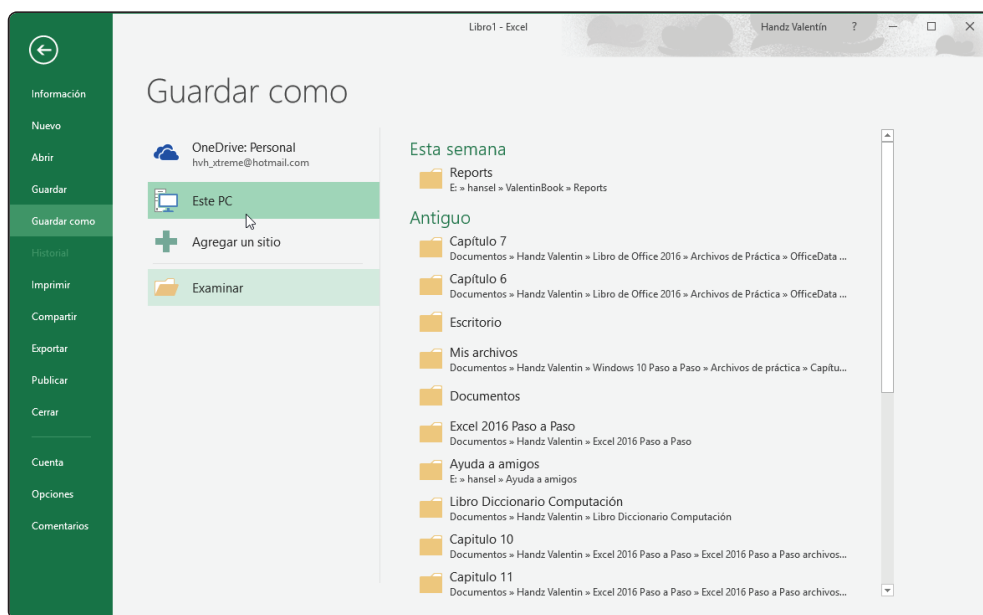 Libro1 - Excel
Handz Valentín
?
Información
Nuevo
Abrir
Guardar
Guardar como
Historial
Imprimir
Compartir
Exportar
Publicar
Cerrar
Cuenta
Opciones
Comentarios
Guardar como
OneDrive: Personal
hvh_xtreme@hotmail.com
Este PC
Agregar un sitio
Examinar
Esta semana
Reports
E: » hansel » ValentinBook » Reports
Antiguo
Capítulo 7
Documentos » Handz Valentin » Libro de Office 2016 » Archivos de Práctica » OfficeData ...
Capítulo 6
Documentos » Handz Valentin » Libro de Office 2016 » Archivos de Práctica » OfficeData ...
Escritorio
Mis archivos
Documentos » Handz Valentin » Windows 10 Paso a Paso » Archivos de práctica » Capítu...
Documentos
Excel 2016 Paso a Paso
Documentos » Handz Valentin » Excel 2016 Paso a Paso
Ayuda a amigos
E: » hansel » Ayuda a amigos
Libro Diccionario Computación
Documentos » Handz Valentin » Libro Diccionario Computación
Capitulo 10
Documentos » Handz Valentin » Excel 2016 Paso a Paso » Excel 2016 Paso a Paso archivos...
Capitulo 11
Documentos » Handz Valentin » Excel 2016 Paso a Paso » Excel 2016 Paso a Paso archivos...